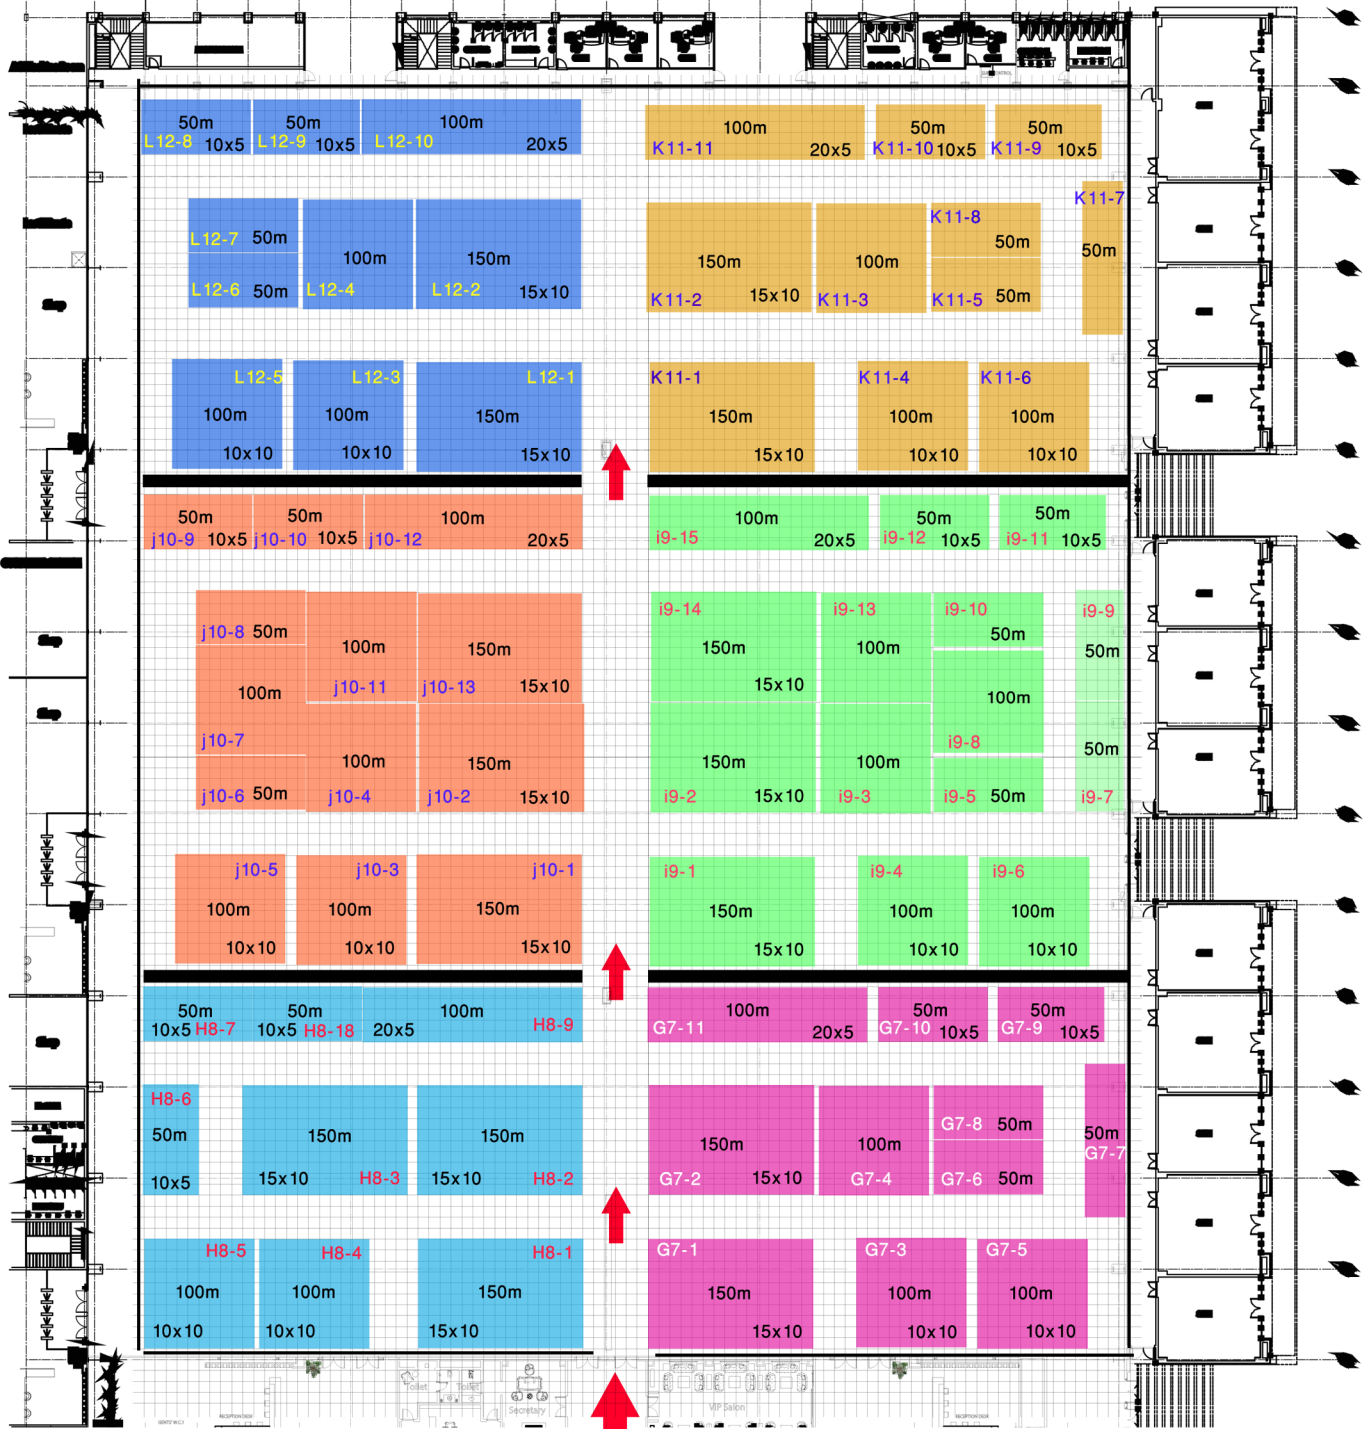 50m 50m 100m
L12-8 10x5 L12-9 10x5 L12-10 20x5
100m 50m 50m
K11-11 20x5 K11-10 10x5 K11-9 10x5
L12-7 50m
100m 150m
L12-6 50m L12-4 L12-2 15x10
K11-7
K11-8
50m
50m
150m 100m
K11-2 15x10 K11-3 K11-5 50m
L12-5 L12-3 L12-1
100m 100m 150m
10x10 10x10 15x10
K11-1 K11-4 K11-6
150m 100m 100m
15x10 10x10 10x10
50m 50m 100m
j10-9 10x5 j10-10 10x5 j10-12 20x5
100m 50m 50m
i9-15 20x5 i9-12 10x5 i9-11 10x5
j10-8 50m
100m 150m
j10-11 j10-13 15x10
100m
j10-7
100m 150m
j10-6 50m j10-4 j10-2 15x10
i9-14 i9-13 i9-10 i9-9
50m
150m 100m 50m
15x10
100m
i9-8
150m 100m 50m
i9-2 15x10 i9-3 i9-5 50m i9-7
j10-5 j10-3 j10-1
100m 100m 150m
10x10 10x10 15x10
i9-1 i9-4 i9-6
150m 100m 100m
15x10 10x10 10x10
50m 50m 100m
10x5 H8-7 10x5 H8-18 20x5 H8-9
100m 50m 50m
G7-11 20x5 G7-10 10x5 G7-9 10x5
H8-6
50m 150m 150m
10x5 15x10 H8-3 15x10 H8-2
G7-8 50m 50m
150m 100m G7-7
G7-2 15x10 G7-4 G7-6 50m
H8-5 H8-4 H8-1
100m 100m 150m
10x10 10x10 15x10
G7-1 G7-3 G7-5
150m 100m 100m
15x10 10x10 10x10
Toilet Toilet
Secretary
VIP Salon
RECEPTION DESK
RECEPTION DESK